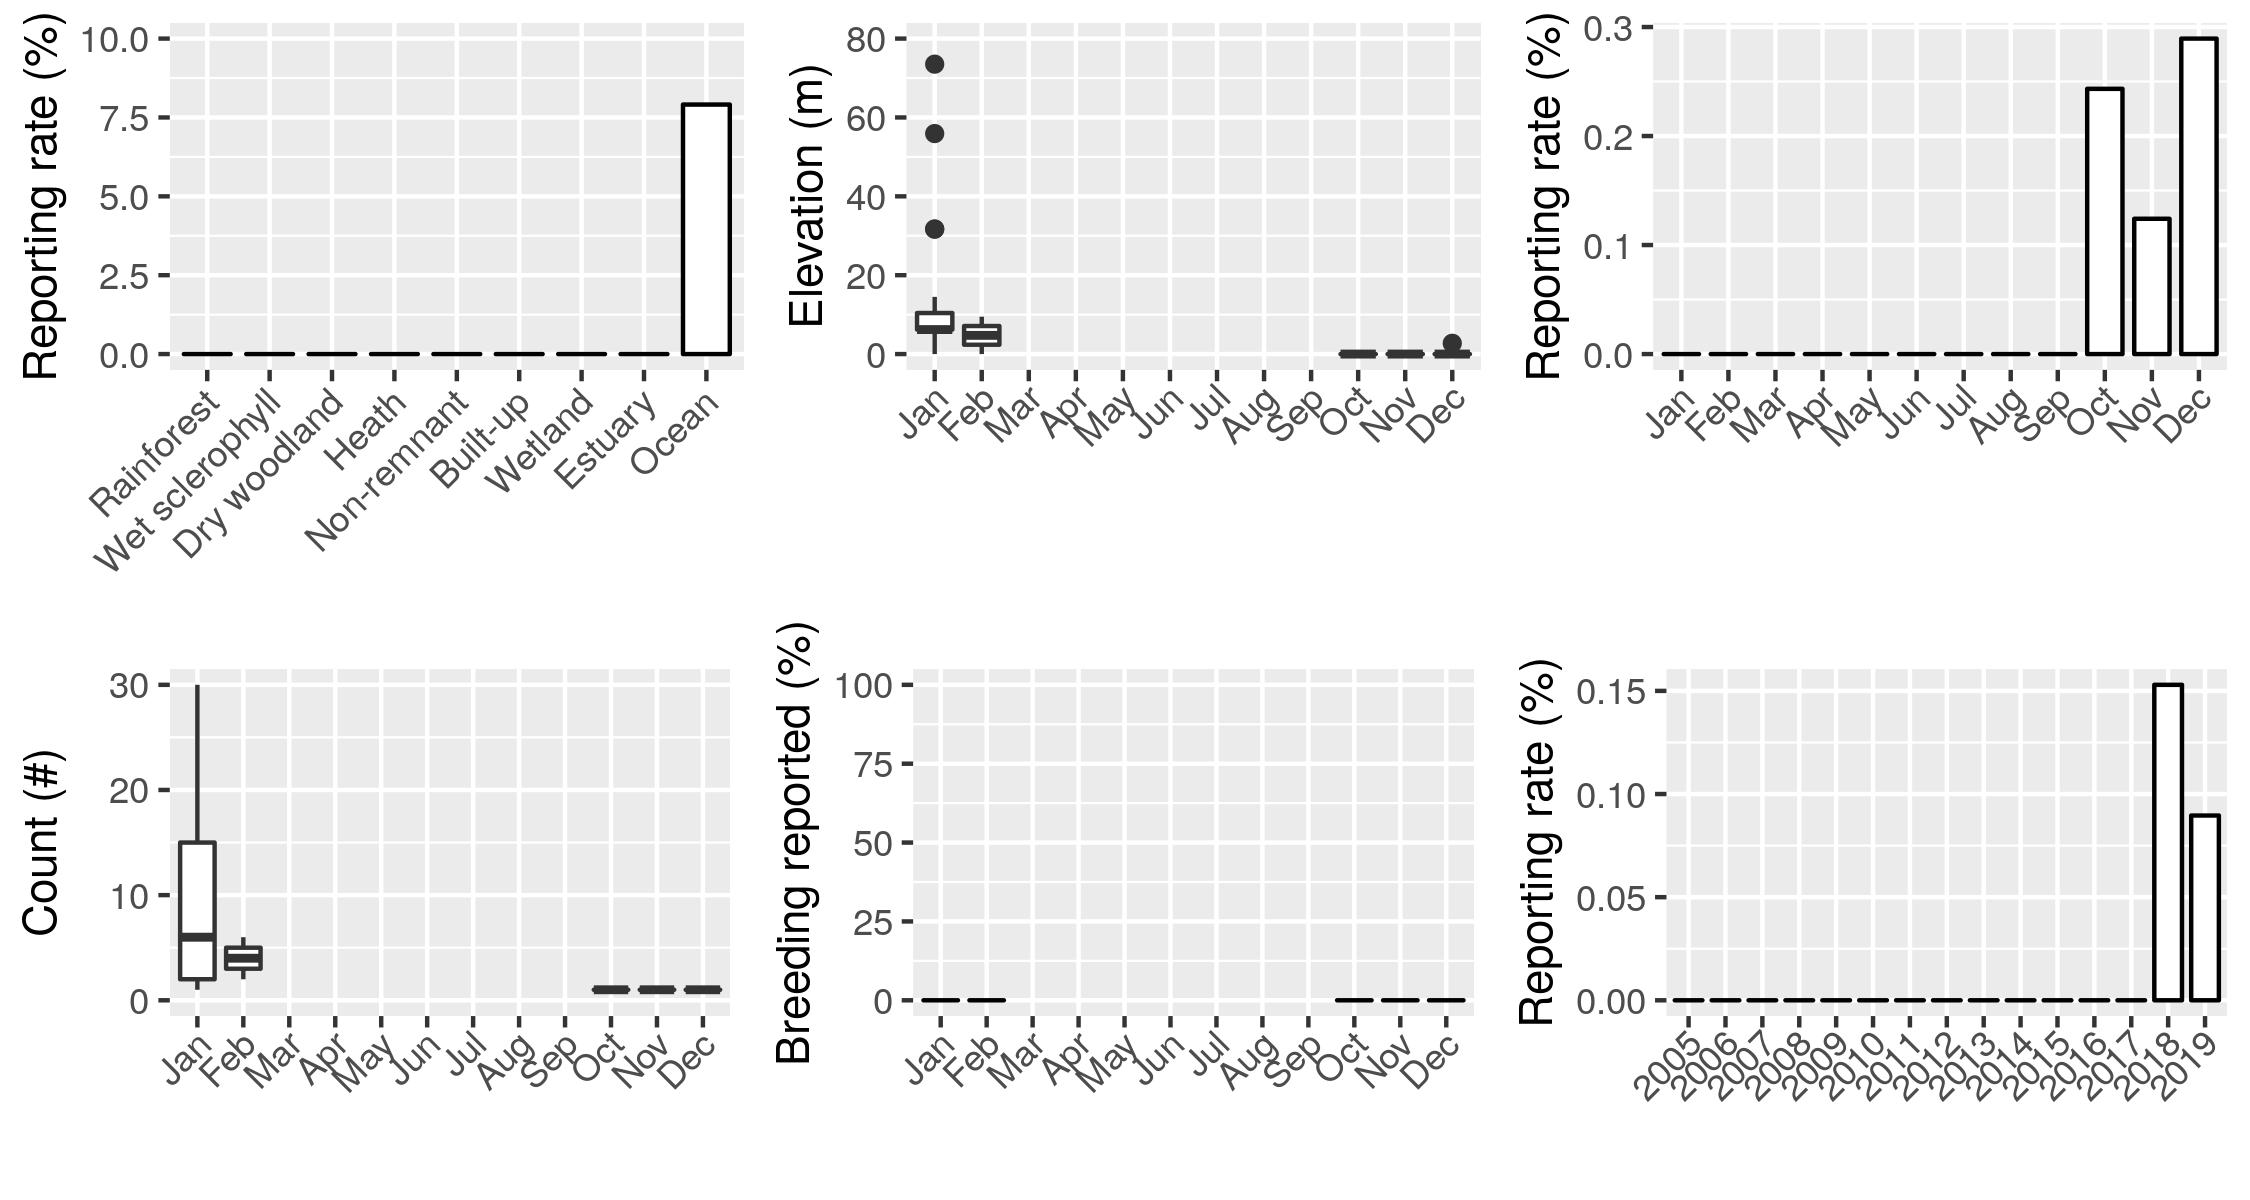 Reporting rate (%)
10.0
7.5
5.0
2.5
0.0
Rainforest
Wet sclerophyll
Dry woodland
Heath
Non-remnant
Built-up
Wetland
Estuary
Ocean
Elevation (m)
80
60
40
20
0
Jan
Feb
Mar
Apr
May
Jun
Jul
Aug
Sep
Oct
Nov
Dec
Reporting rate (%)
0.3
0.2
0.1
0.0
Jan
Feb
Mar
Apr
May
Jun
Jul
Aug
Sep
Oct
Nov
Dec
Count (#)
30
20
10
0
Jan
Feb
Mar
Apr
May
Jun
Jul
Aug
Sep
Oct
Nov
Dec
Breeding reported (%)
100
75
50
25
0
Jan
Feb
Mar
Apr
May
Jun
Jul
Aug
Sep
Oct
Nov
Dec
Reporting rate (%)
0.15
0.10
0.05
0.00
2005
2006
2007
2008
2009
2010
2011
2012
2013
2014
2015
2016
2017
2018
2019